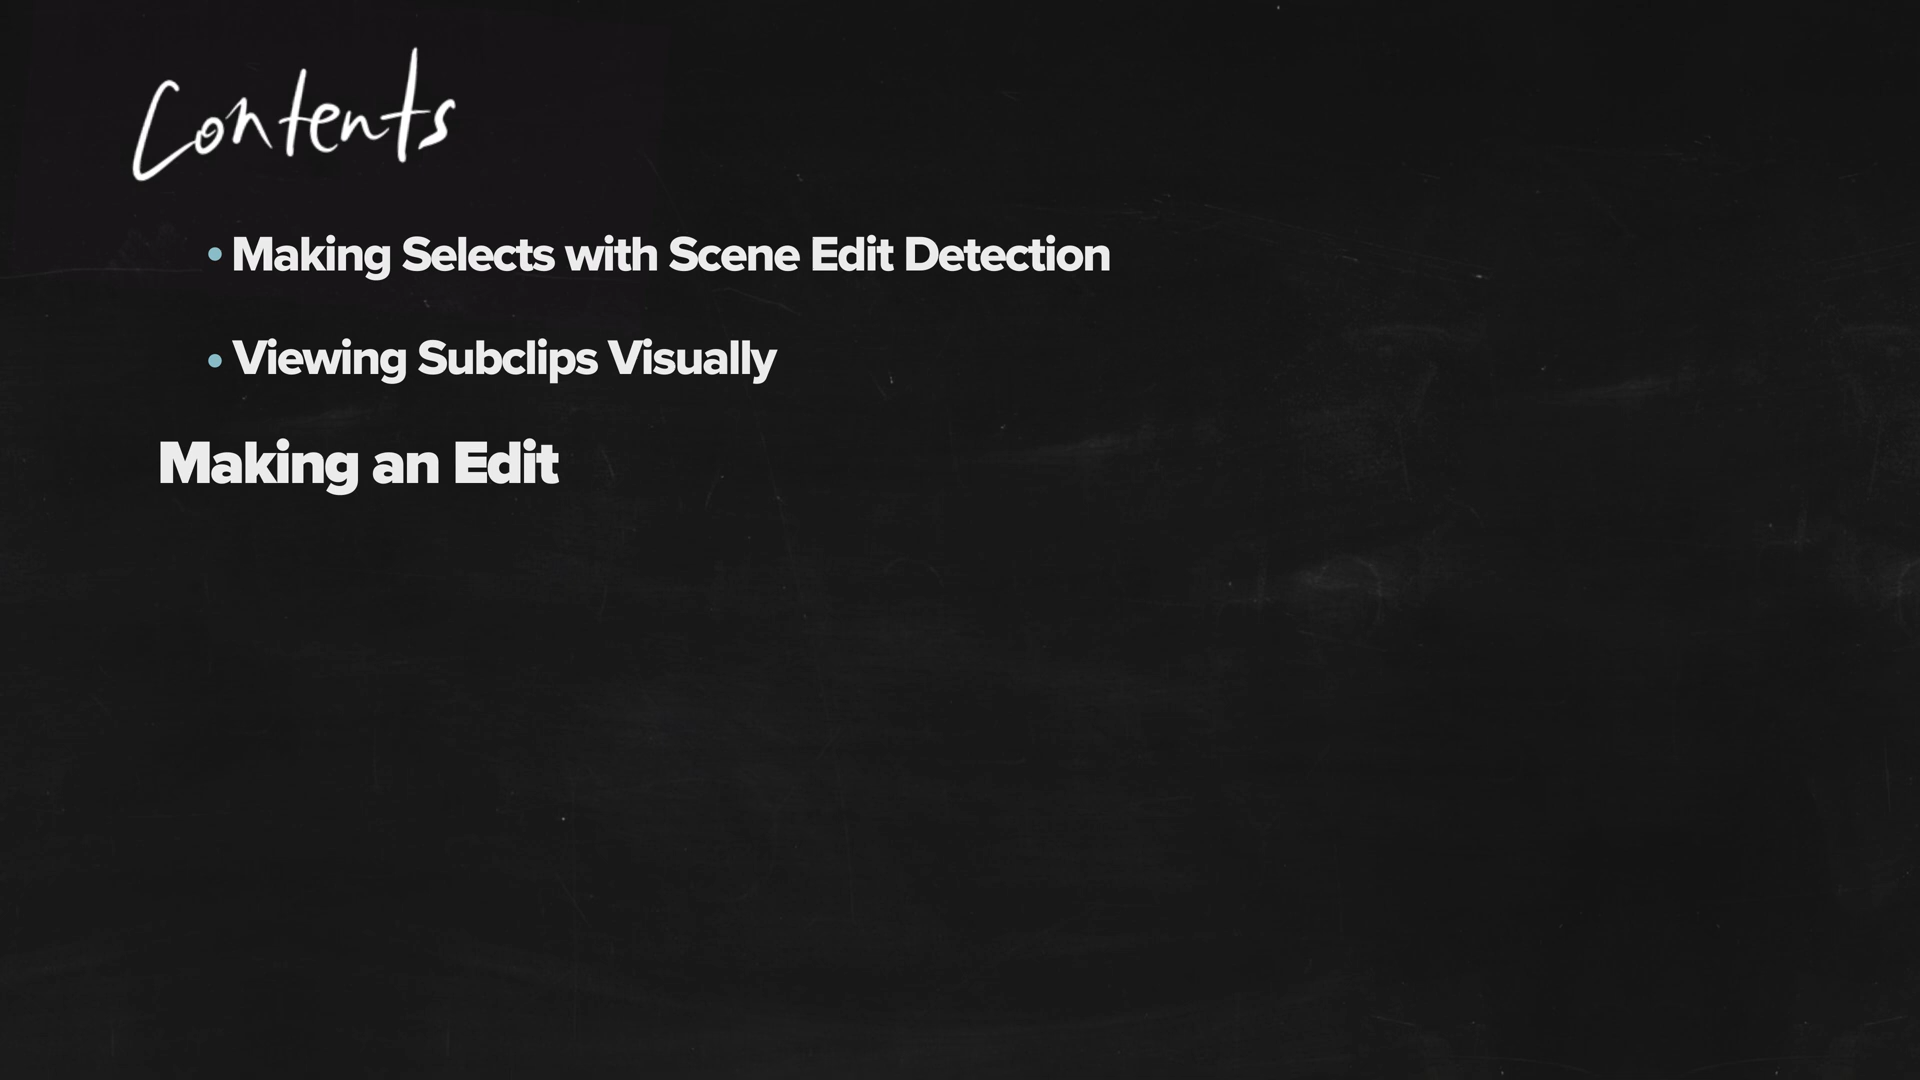 Contents
• Making Selects with Scene Edit Detection
• Viewing Subclips Visually
Making an Edit